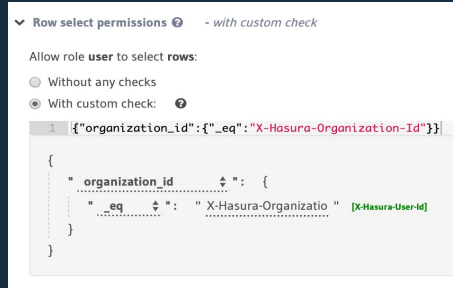 Row select permissions ? - with custom check
Allow role user to select rows:
Without any checks
With custom check: ?
1 {"organization_id":{"_eq":"X-Hasura-Organization-Id"}}
{
" organization_id ": {
" _eq ": " X-Hasura-Organizatio " [X-Hasura-User-Id]
}
}